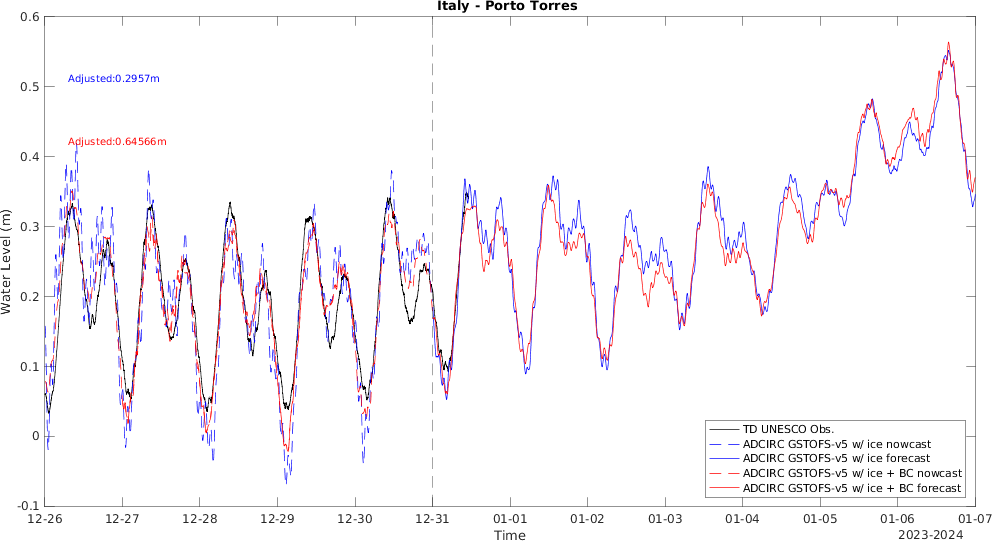 Italy - Porto Torres
0.6
0.5
0.4
0.3
0.2
0.1
0
-0.1
Water Level (m)
Adjusted:0.2957m
Adjusted:0.64566m
TD UNESCO Obs.
ADCIRC GSTOFS-v5 w/ ice nowcast
ADCIRC GSTOFS-v5 w/ ice forecast
ADCIRC GSTOFS-v5 w/ ice + BC nowcast
ADCIRC GSTOFS-v5 w/ ice + BC forecast
12-26 12-27 12-28 12-29 12-30 12-31 01-01 01-02 01-03 01-04 01-05 01-06 01-07
Time
2023-2024